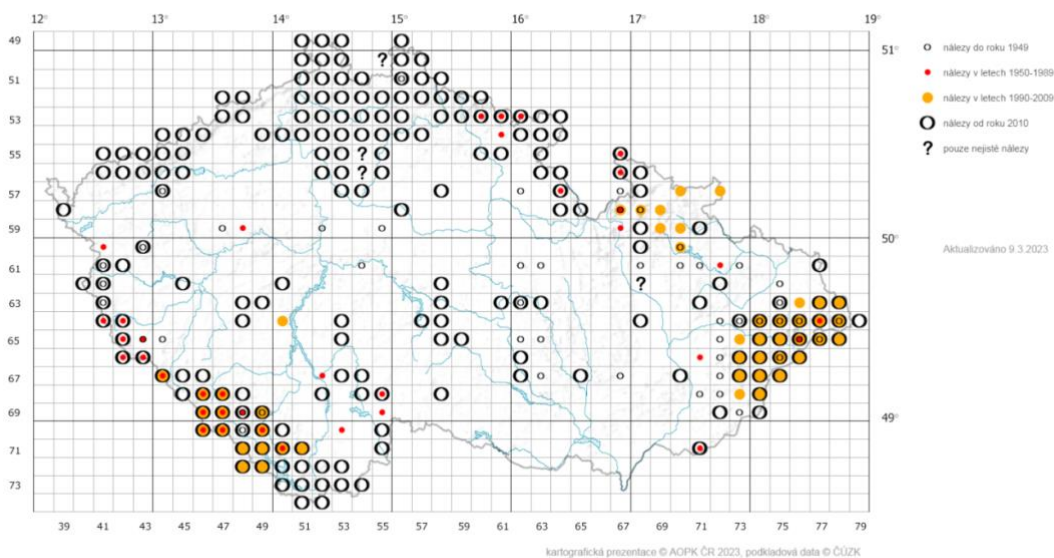 12° 13° 14° 15° 16° 17° 18° 19°
49
51°
? 
51
53
55
?
?
57
59
50°
61
?
63
65
67
69
49°
71
73
39 41 43 45 47 49 51 53 55 57 59 61 63 65 67 69 71 73 75 77 79
nálezy do roku 1949
nálezy v letech 1950-1989
nálezy v letech 1990-2009
nálezy od roku 2010
? pouze nejisté nálezy
Aktualizováno 9.3.2023
kartografická prezentace © AOPK ČR 2023, podkladová data © ČÚZK